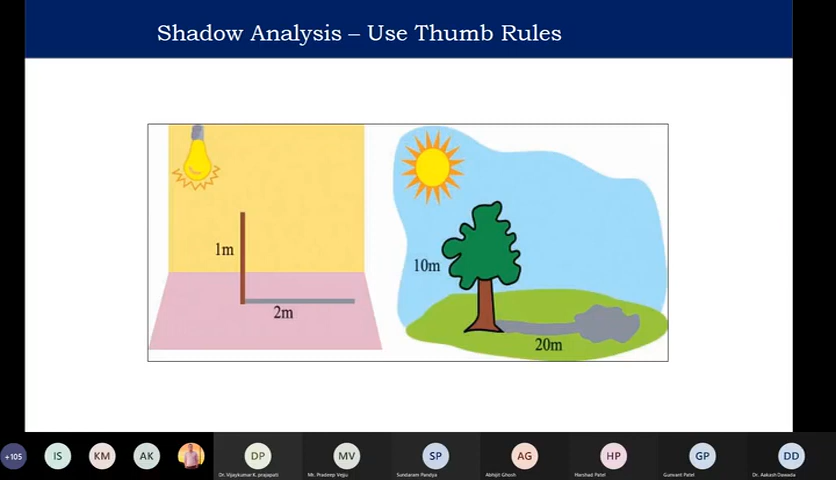 Shadow Analysis – Use Thumb Rules
1m
2m
10m
20m
+105
IS
KM
AK
DP
MV
SP
AG
HP
GP
DD
Dr. Vijaykumar K. prajapati
Mr. Pradeep
Sundaram Pandya
Abhijit Ghosh
Harshad Patel
Gunvant Patel
Dr. Aakash Dawada